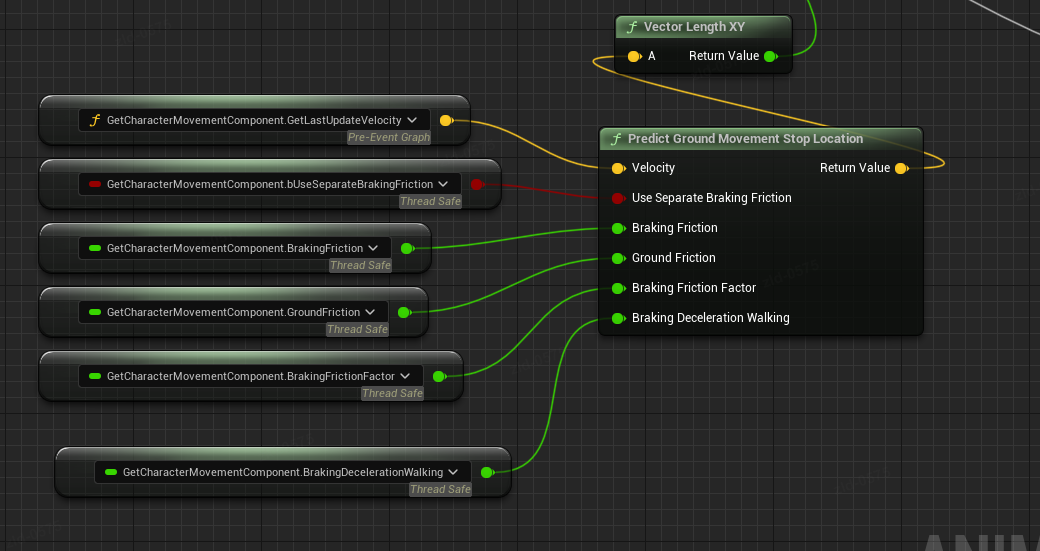 Vector Length XY
A
Return Value
GetCharacterMovementComponent.GetLastUpdateVelocity
Pre-Event Graph
GetCharacterMovementComponent.bUseSeparateBrakingFriction
Thread Safe
GetCharacterMovementComponent.BrakingFriction
Thread Safe
GetCharacterMovementComponent.GroundFriction
Thread Safe
GetCharacterMovementComponent.BrakingFrictionFactor
Thread Safe
GetCharacterMovementComponent.BrakingDecelerationWalking
Thread Safe
Predict Ground Movement Stop Location
Velocity
Return Value
Use Separate Braking Friction
Braking Friction
Ground Friction
Braking Friction Factor
Braking Deceleration Walking
ANIM